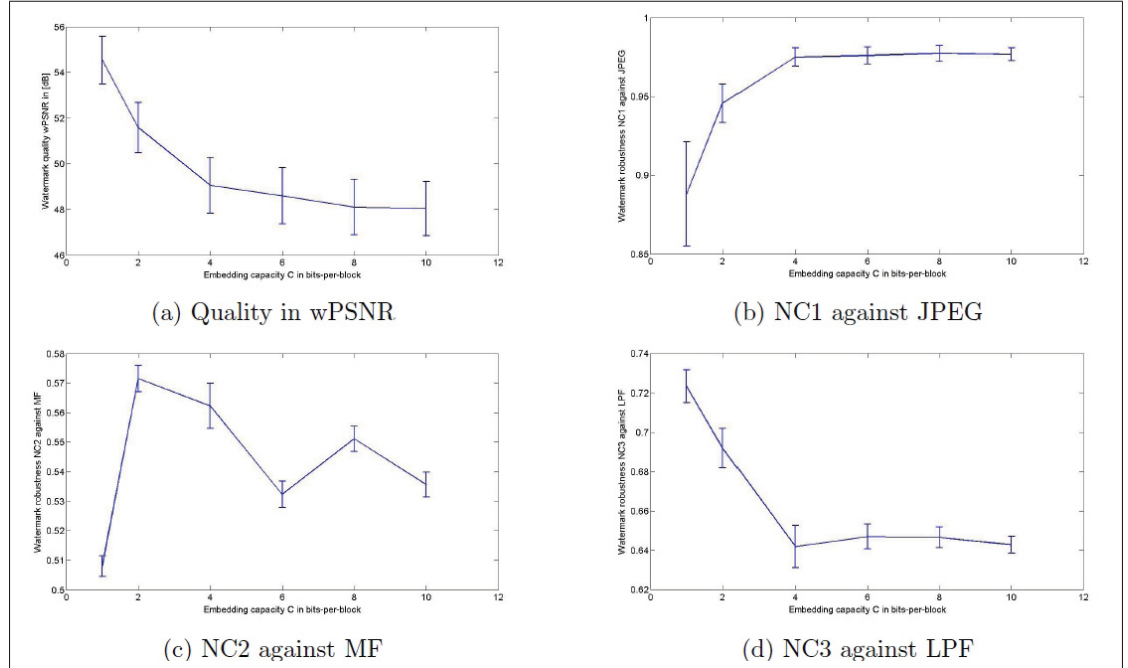 56
54
52
50
48
46
0 2 4 6 8 10 12
Watermark quality wPSNR in [dB]
Embedding capacity C in bits-per-block
(a) Quality in wPSNR
1
0.95
0.9
0.85
0 2 4 6 8 10 12
Watermark robustness NC1 against JPEG
Embedding capacity C in bits-per-block
(b) NC1 against JPEG
0.58
0.57
0.56
0.55
0.54
0.53
0.52
0.51
0.5
0 2 4 6 8 10 12
Watermark robustness NC2 against MF
Embedding capacity C in bits-per-block
(c) NC2 against MF
0.74
0.72
0.7
0.68
0.66
0.64
0.62
0 2 4 6 8 10 12
Watermark robustness NC3 against LPF
Embedding capacity C in bits-per-block
(d) NC3 against LPF